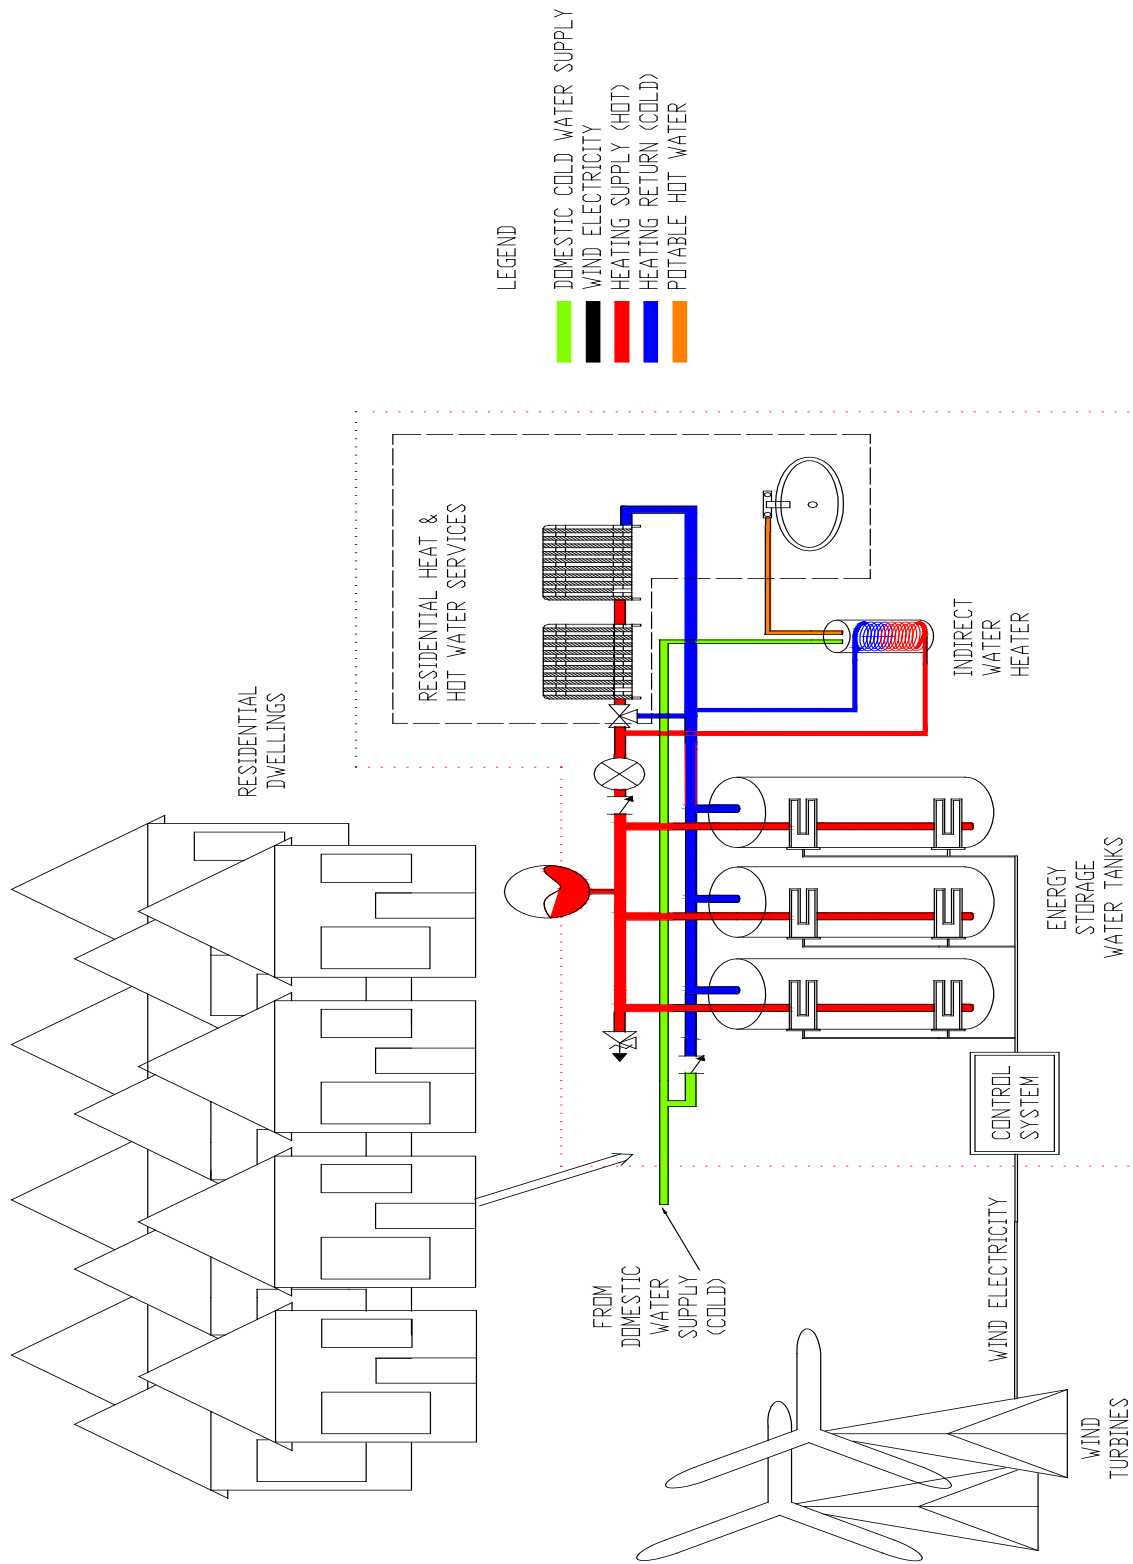 RESIDENTIAL
DWELLINGS
RESIDENTIAL HEAT &
HOT WATER SERVICES
LEGEND
DOMESTIC COLD WATER SUPPLY
WIND ELECTRICITY
HEATING SUPPLY (HOT)
HEATING RETURN (COLD)
POTABLE HOT WATER
FROM
DOMESTIC
WATER
SUPPLY
(COLD)
INDIRECT
WATER
HEATER
WIND ELECTRICITY
CONTROL
SYSTEM
ENERGY
STORAGE
WATER TANKS
WIND
TURBINES